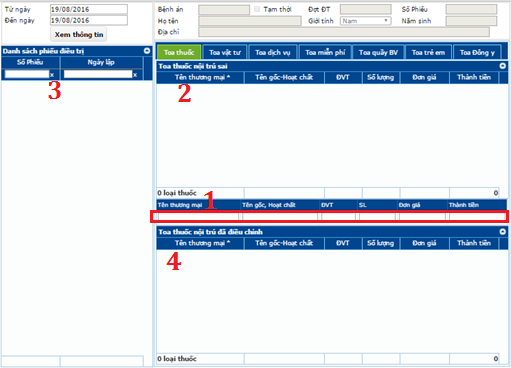 Từ ngày 19/08/2016
Đến ngày 19/08/2016
Xem thông tin
Danh sách phiếu điều trị
Số Phiếu Ngày lập
x x
3
Bệnh án Tạm thời Đợt ĐT Số Phiếu
Họ tên Giới tính Nam Năm sinh
Địa chỉ
Toa thuốc Toa vật tư Toa dịch vụ Toa miễn phí Toa quầy BV Toa trẻ em Toa Đông y
Toa thuốc nội trú sai
Tên thương mại * Tên gốc-Hoạt chất ĐVT Số lượng Đơn giá Thành tiền
2
0 loại thuốc 0
1
Tên thương mại Tên gốc, Hoạt chất ĐVT SL Đơn giá Thành tiền
Toa thuốc nội trú đã điều chỉnh
Tên thương mại * Tên gốc-Hoạt chất ĐVT Số lượng Đơn giá Thành tiền
4
0 loại thuốc 0